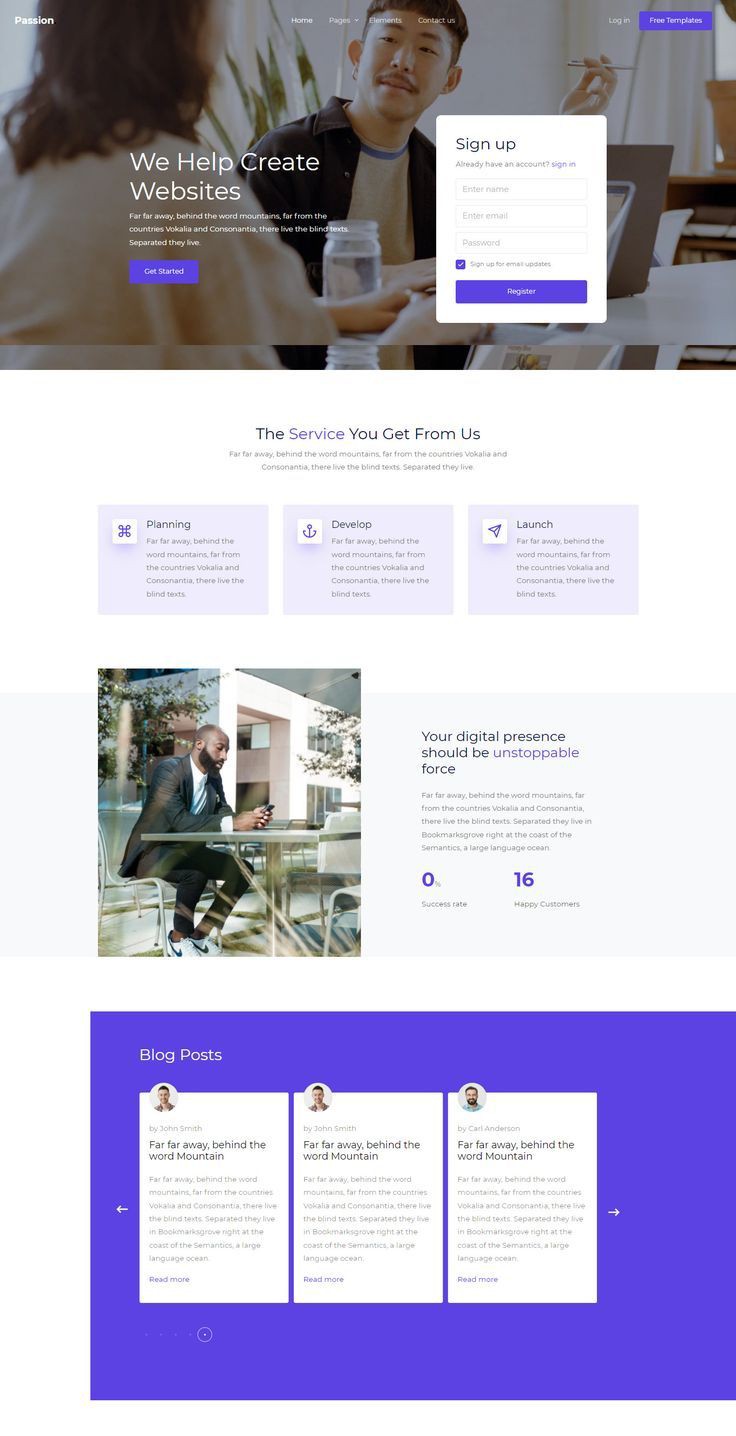 Passion
Home Pages Elements Contact us
Log in Free Templates
We Help Create
Websites
Far far away, behind the word mountains, far from the
countries Vokalia and Consonantia, there live the blind texts.
Separated they live.
Get Started
Sign up
Already have an account? sign in
Enter name
Enter email
Password
Sign up for email updates
Register
The Service You Get From Us
Far far away, behind the word mountains, far from the countries Vokalia and
Consonantia, there live the blind texts. Separated they live.
Planning
Far far away, behind the
word mountains, far from
the countries Vokalia and
Consonantia, there live the
blind texts.
Develop
Far far away, behind the
word mountains, far from
the countries Vokalia and
Consonantia, there live the
blind texts.
Launch
Far far away, behind the
word mountains, far from
the countries Vokalia and
Consonantia, there live the
blind texts.
Your digital presence
should be unstoppable
force
Far far away, behind the word mountains, far
from the countries Vokalia and Consonantia,
there live the blind texts. Separated they live in
Bookmarksgrove right at the coast of the
Semantics, a large language ocean.
0%
Success rate
16
Happy Customers
Blog Posts
by John Smith
Far far away, behind the
word Mountain
Far far away, behind the word
mountains, far from the countries
Vokalia and Consonantia, there live
the blind texts. Separated they live
in Bookmarksgrove right at the
coast of the Semantics, a large
language ocean.
Read more
by John Smith
Far far away, behind the
word Mountain
Far far away, behind the word
mountains, far from the countries
Vokalia and Consonantia, there live
the blind texts. Separated they live
in Bookmarksgrove right at the
coast of the Semantics, a large
language ocean.
Read more
by Carl Anderson
Far far away, behind the
word Mountain
Far far away, behind the word
mountains, far from the countries
Vokalia and Consonantia, there live
the blind texts. Separated they live
in Bookmarksgrove right at the
coast of the Semantics, a large
language ocean.
Read more